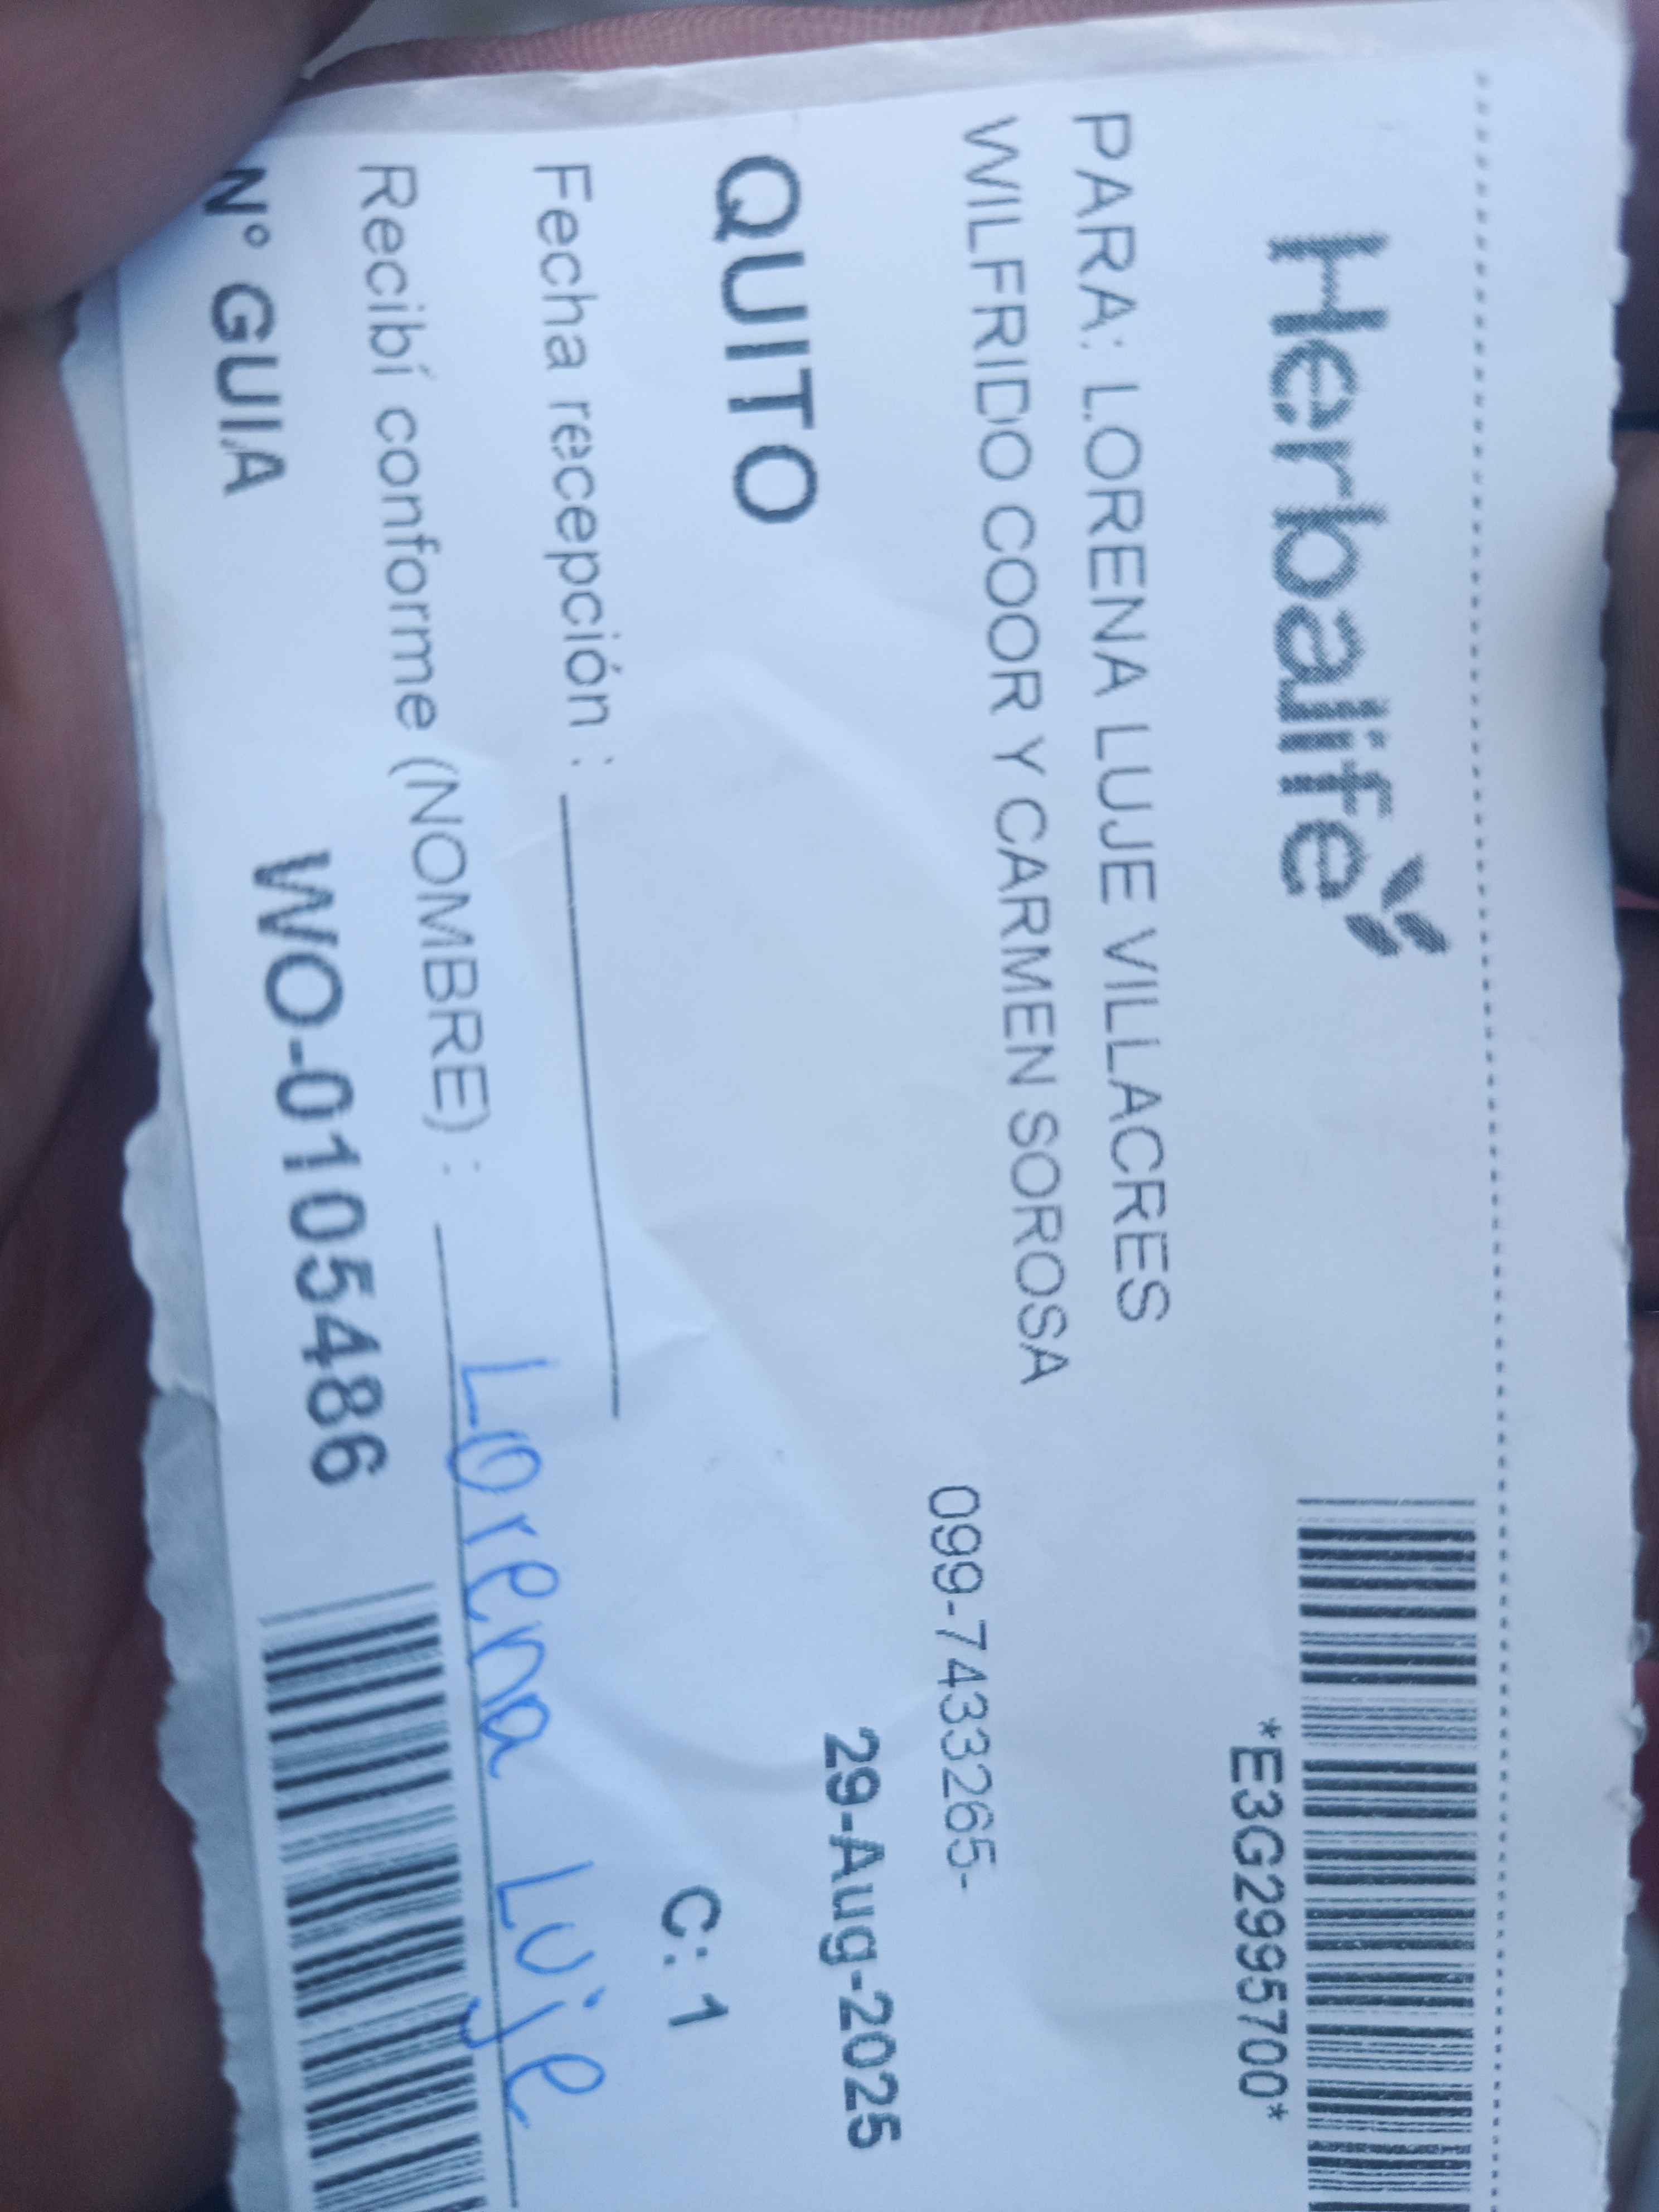 Herbalife
*E3G2995700*
PARA: LORENA LUJE VILLACRES
WILFRIDO COOR Y CARMEN SOROSA
099-7433265-
29-Aug-2025
QUITO
C: 1
Fecha recepción :
Recibí conforme (NOMBRE) : Lorena Luje
N° GUIA WO-01054486